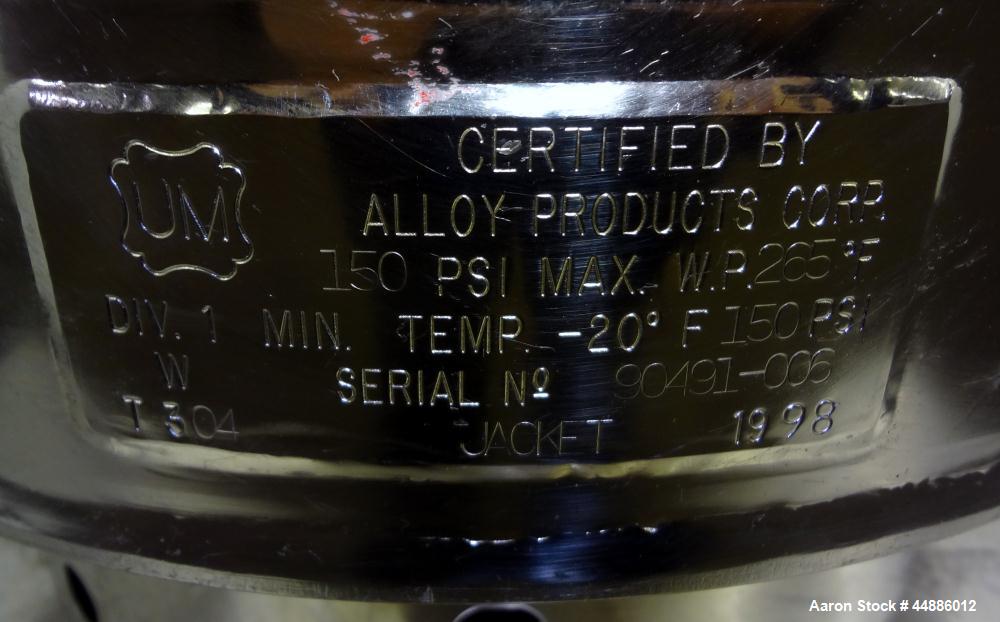 CERTIFIED BY
UM
ALLOY PRODUCTS CORP.
150 PSI MAX. W.P. 265°F
DIV. 1 MIN. TEMP. -20° F 150 PSI
W
SERIAL Nº 90491-006
T 304 JACKET 1998
Aaron Stock # 44886012